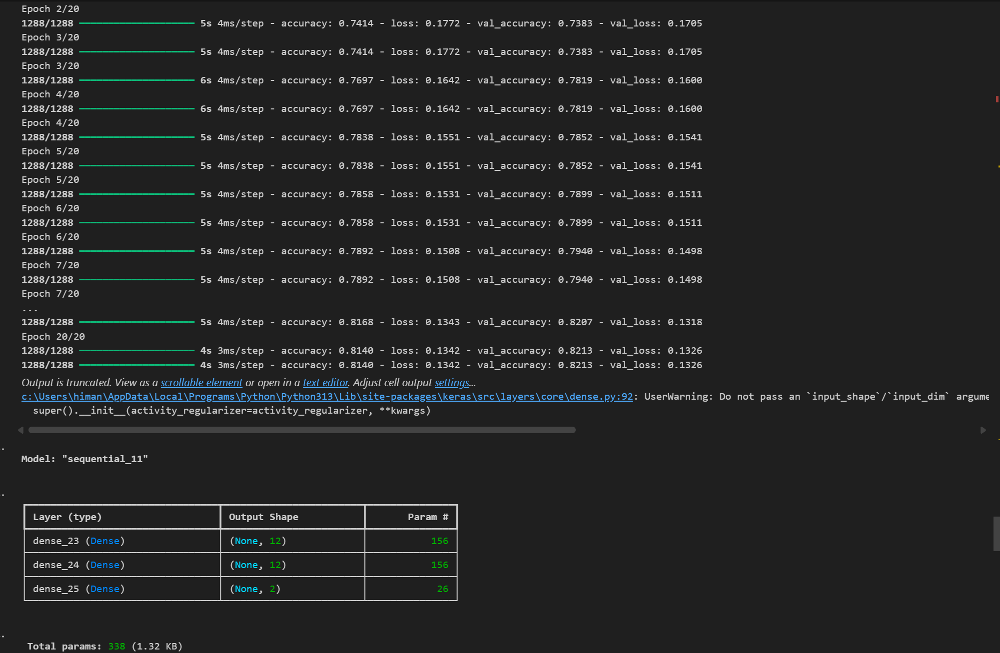 Epoch 2/20
1288/1288 5s 4ms/step - accuracy: 0.7414 - loss: 0.1772 - val_accuracy: 0.7383 - val_loss: 0.1705
Epoch 3/20
1288/1288 5s 4ms/step - accuracy: 0.7414 - loss: 0.1772 - val_accuracy: 0.7383 - val_loss: 0.1705
Epoch 3/20
1288/1288 6s 4ms/step - accuracy: 0.7697 - loss: 0.1642 - val_accuracy: 0.7819 - val_loss: 0.1600
Epoch 4/20
1288/1288 6s 4ms/step - accuracy: 0.7697 - loss: 0.1642 - val_accuracy: 0.7819 - val_loss: 0.1600
Epoch 4/20
1288/1288 5s 4ms/step - accuracy: 0.7838 - loss: 0.1551 - val_accuracy: 0.7852 - val_loss: 0.1541
Epoch 5/20
1288/1288 5s 4ms/step - accuracy: 0.7838 - loss: 0.1551 - val_accuracy: 0.7852 - val_loss: 0.1541
Epoch 5/20
1288/1288 5s 4ms/step - accuracy: 0.7858 - loss: 0.1531 - val_accuracy: 0.7899 - val_loss: 0.1511
Epoch 6/20
1288/1288 5s 4ms/step - accuracy: 0.7858 - loss: 0.1531 - val_accuracy: 0.7899 - val_loss: 0.1511
Epoch 6/20
1288/1288 5s 4ms/step - accuracy: 0.7892 - loss: 0.1508 - val_accuracy: 0.7940 - val_loss: 0.1498
Epoch 7/20
1288/1288 5s 4ms/step - accuracy: 0.7892 - loss: 0.1508 - val_accuracy: 0.7940 - val_loss: 0.1498
Epoch 7/20
...
1288/1288 5s 4ms/step - accuracy: 0.8168 - loss: 0.1343 - val_accuracy: 0.8207 - val_loss: 0.1318
Epoch 20/20
1288/1288 4s 3ms/step - accuracy: 0.8140 - loss: 0.1342 - val_accuracy: 0.8213 - val_loss: 0.1326
1288/1288 4s 3ms/step - accuracy: 0.8140 - loss: 0.1342 - val_accuracy: 0.8213 - val_loss: 0.1326
Output is truncated. View as a scrollable element or open in a text editor. Adjust cell output settings...
c:\Users\himan\AppData\Local\Programs\Python\Python313\Lib\site-packages\keras\src\layers\core\dense.py:92: UserWarning: Do not pass an `input_shape`/`input_dim` argume
super().__init__(activity_regularizer=activity_regularizer, **kwargs)
Model: "sequential_11"
Layer (type) Output Shape Param #
dense_23 (Dense) (None, 12) 156
dense_24 (Dense) (None, 12) 156
dense_25 (Dense) (None, 2) 26
Total params: 338 (1.32 KB)